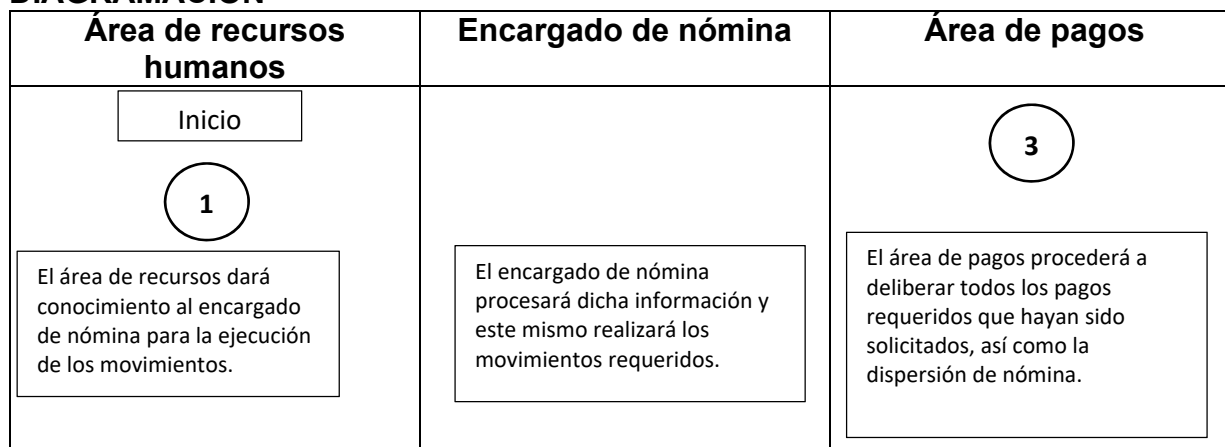 DIAGRAMACIÓN
Área de recursos
humanos
Encargado de nómina
Área de pagos
Inicio
1
El área de recursos dará
conocimiento al encargado
de nómina para la ejecución
de los movimientos.
El encargado de nómina
procesará dicha información y
este mismo realizará los
movimientos requeridos.
3
El área de pagos procederá a
deliberar todos los pagos
requeridos que hayan sido
solicitados, así como la
dispersión de nómina.